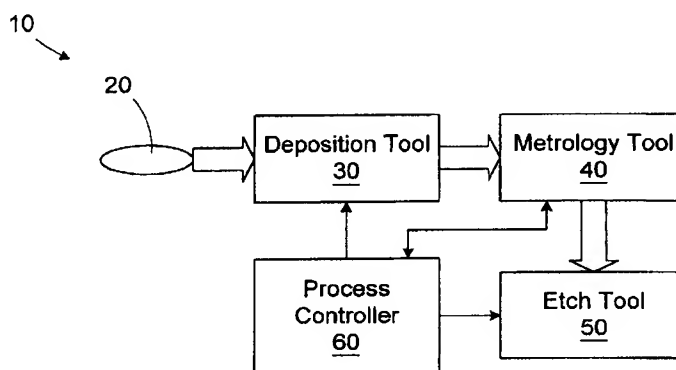 10
20
Deposition Tool
30
Metrology Tool
40
Process
Controller
60
Etch Tool
50